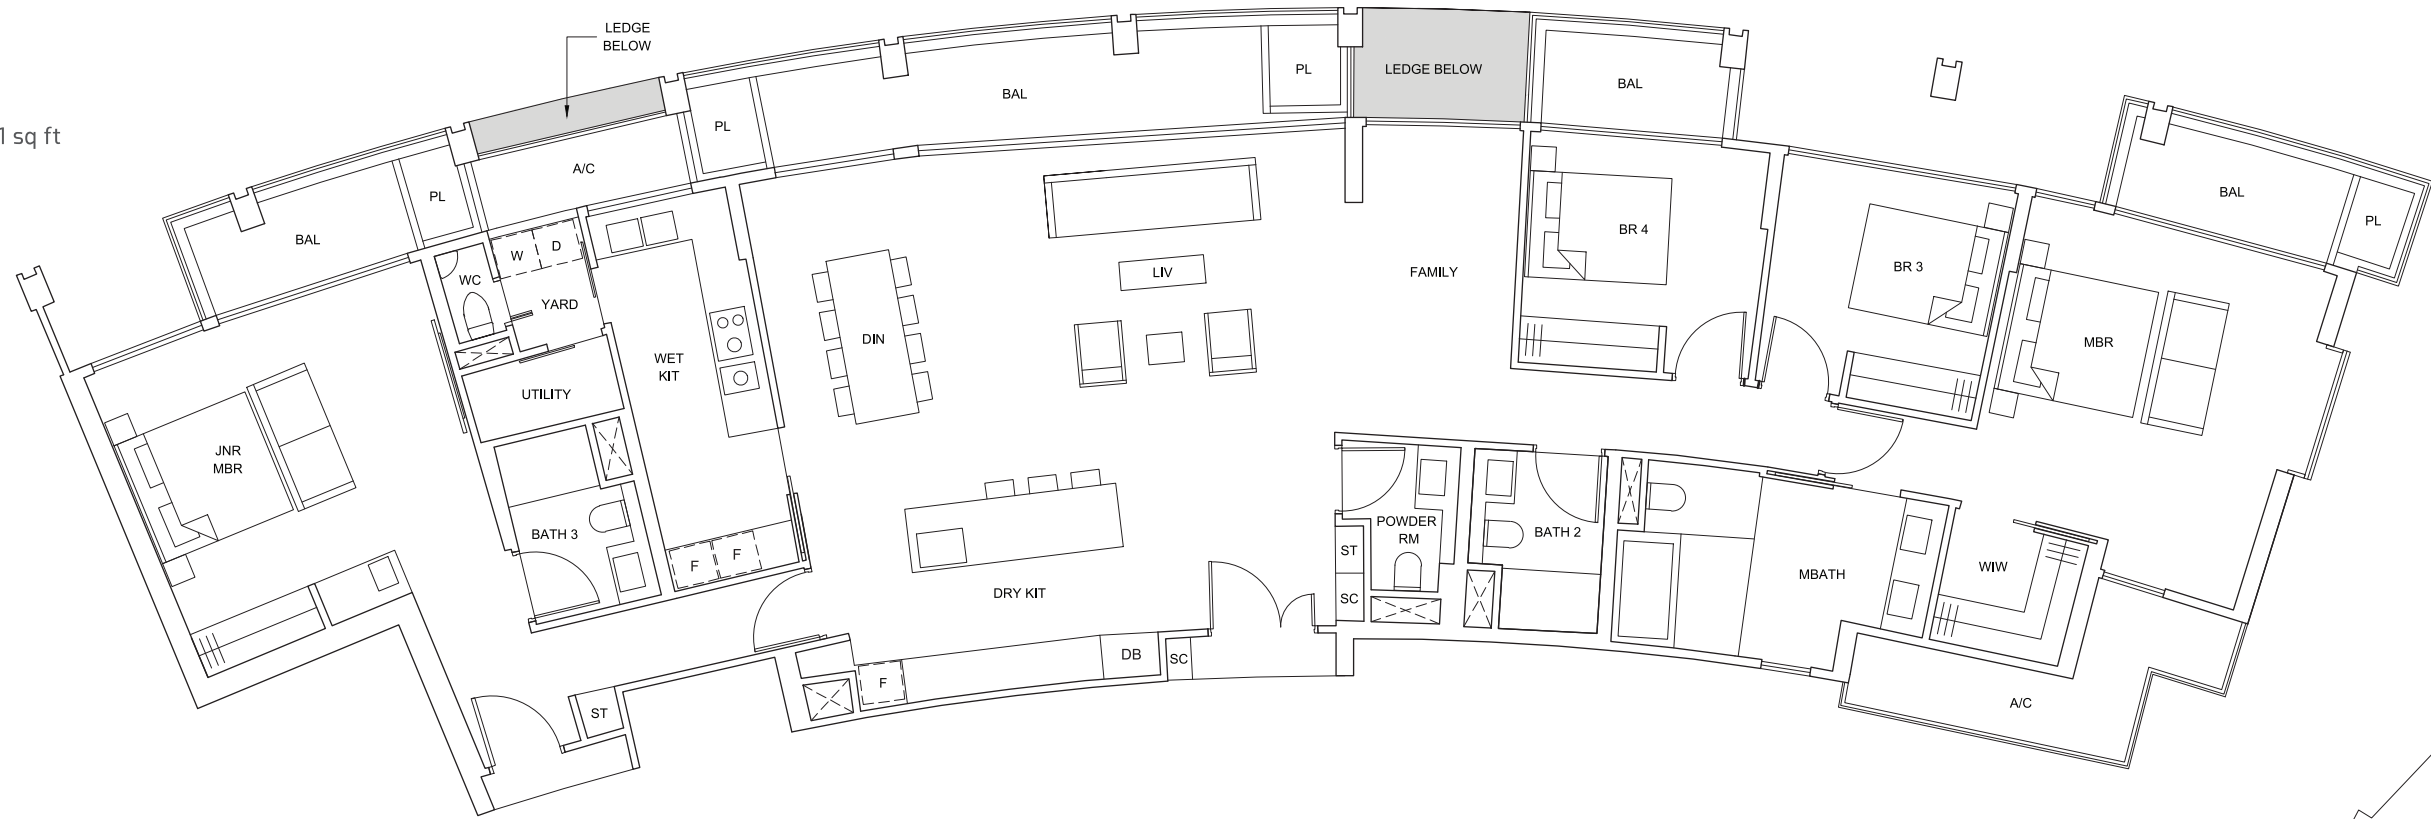 LEDGE
BELOW
1 sq ft
PL
BAL
PL
LEDGE BELOW
BAL
A/C
PL
BAL
BAL
PL
W
D
WC
YARD
BR 4
BR 3
LIV
FAMILY
DIN
WET
KIT
MBR
UTILITY
JNR
MBR
BATH 3
F
F
POWDER
RM
BATH 2
ST
SC
MBATH
WIW
DRY KIT
DB
SC
F
ST
A/C